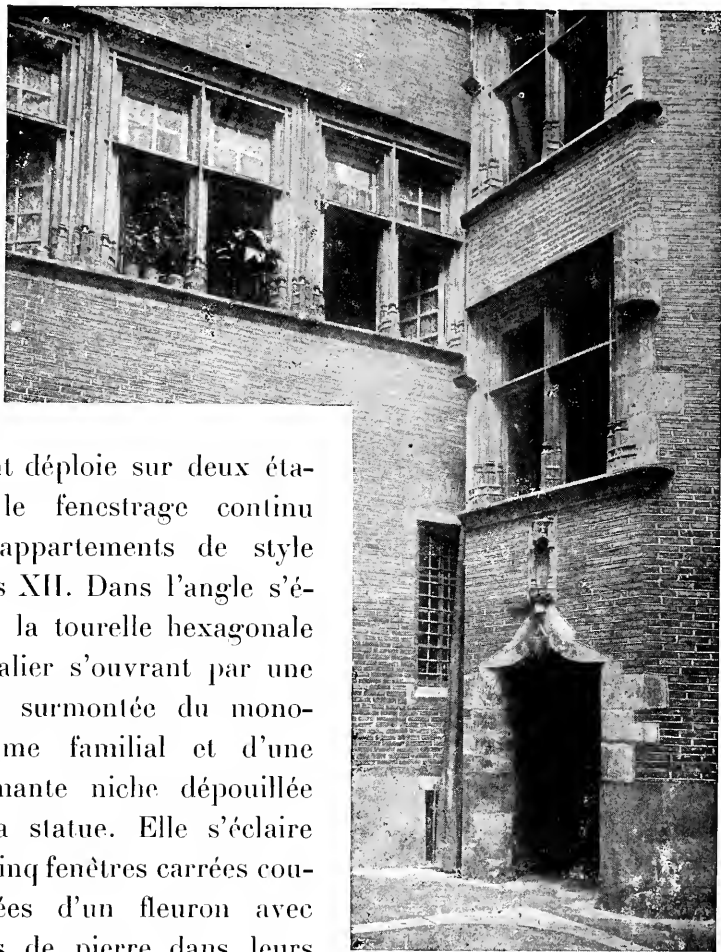 t déploie sur deux éta-
le fenestrage continu
appartements de style
s XII. Dans l'angle s'é-
la tourelle hexagonale
alier s'ouvrant par une
surmontée du mono-
me familial et d'une
nante niche dépouillée
a statue. Elle s'éclaire
inq fenêtres carrées cou-
ées d'un fleuron avec
s de pierre dans leurs